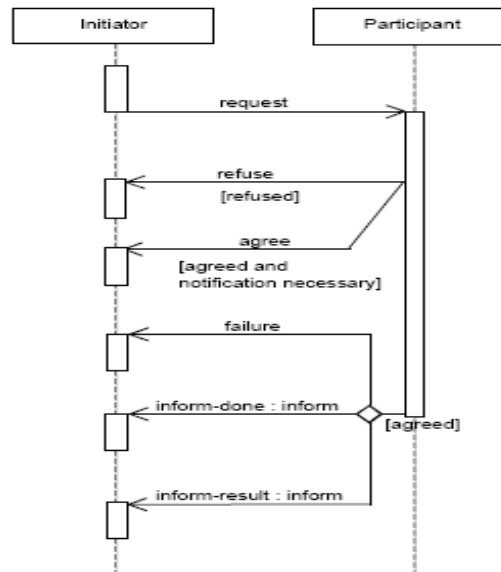 Initiator
Participant
request
refuse
[refused]
agree
[agreed and
notification necessary]
failure
inform-done : inform
[agreed]
inform-result : inform